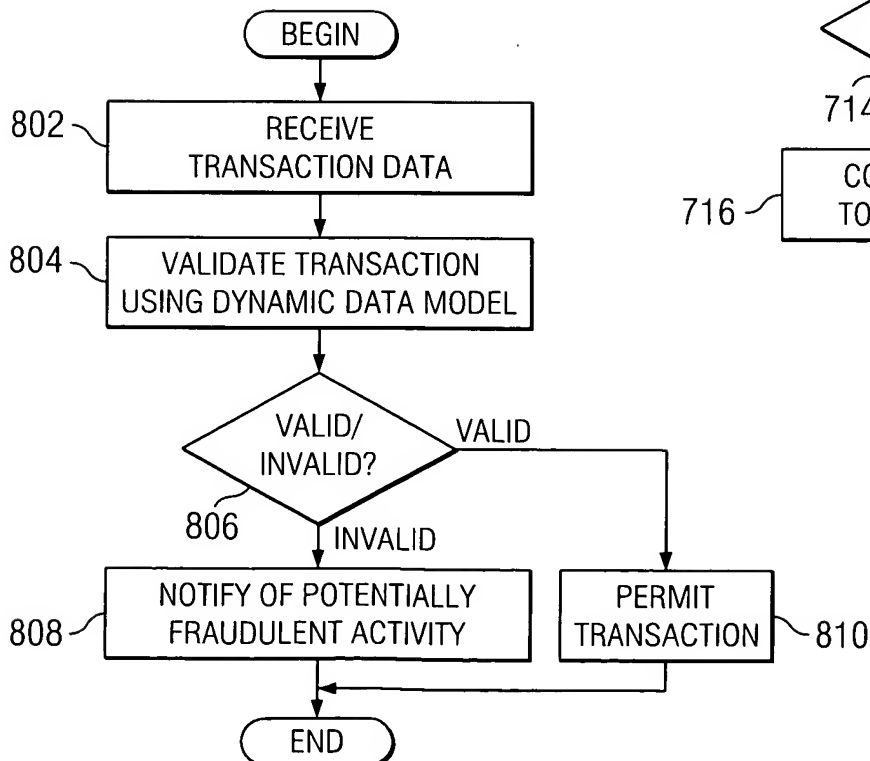 BEGIN
802
RECEIVE
TRANSACTION DATA
804
VALIDATE TRANSACTION
USING DYNAMIC DATA MODEL
VALID/
INVALID?
VALID
806
INVALID
808
NOTIFY OF POTENTIALLY
FRAUDULENT ACTIVITY
PERMIT
TRANSACTION
810
END
714
716
TO